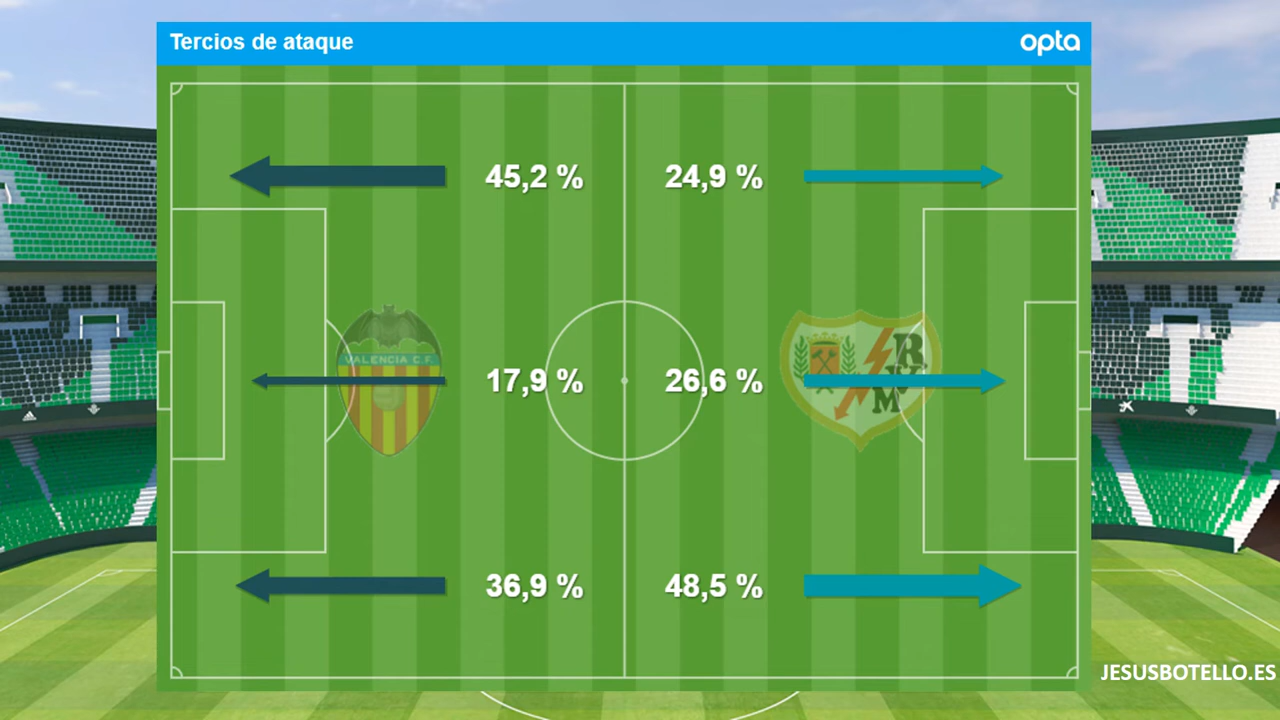 Tercios de ataque
opta
45,2 %
24,9 %
VALENCIA C.F.
17,9 %
26,6 %
RVM
36,9 %
48,5 %
JESUSBOTELLO.ES